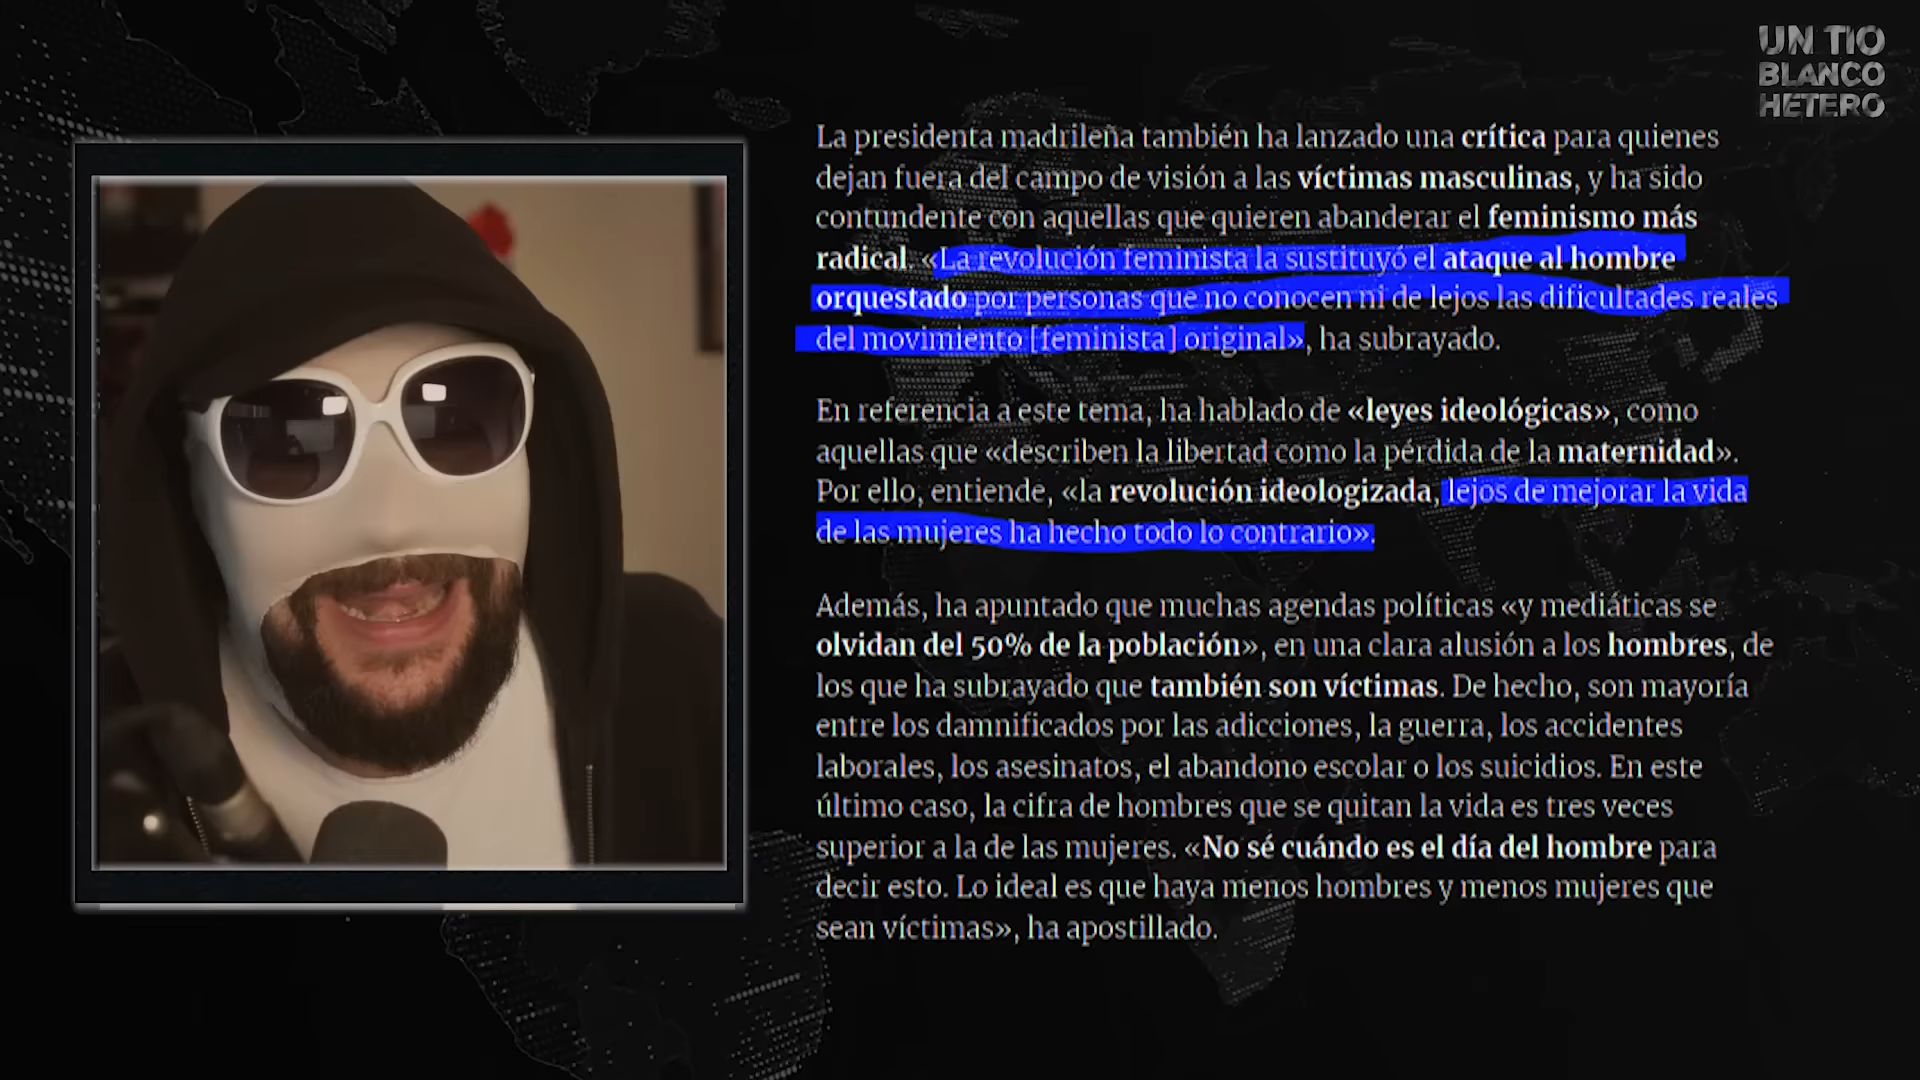 UN TIO
BLANCO
HETERO
La presidenta madrileña también ha lanzado una crítica para quienes
dejan fuera del campo de visión a las víctimas masculinas, y ha sido
contundente con aquellas que quieren abanderar el feminismo más
radical. «La revolución feminista la sustituyó el ataque al hombre
orquestado por personas que no conocen ni de lejos las dificultades reales
del movimiento [feminista] original», ha subrayado.
En referencia a este tema, ha hablado de «leyes ideológicas», como
aquellas que «describen la libertad como la pérdida de la maternidad».
Por ello, entiende, «la revolución ideologizada, lejos de mejorar la vida
de las mujeres ha hecho todo lo contrario».
Además, ha apuntado que muchas agendas políticas «y mediáticas se
olvidan del 50% de la población», en una clara alusión a los hombres, de
los que ha subrayado que también son víctimas. De hecho, son mayoría
entre los damnificados por las adicciones, la guerra, los accidentes
laborales, los asesinatos, el abandono escolar o los suicidios. En este
último caso, la cifra de hombres que se quitan la vida es tres veces
superior a la de las mujeres. «No sé cuándo es el día del hombre para
decir esto. Lo ideal es que haya menos hombres y menos mujeres que
sean víctimas», ha apostillado.